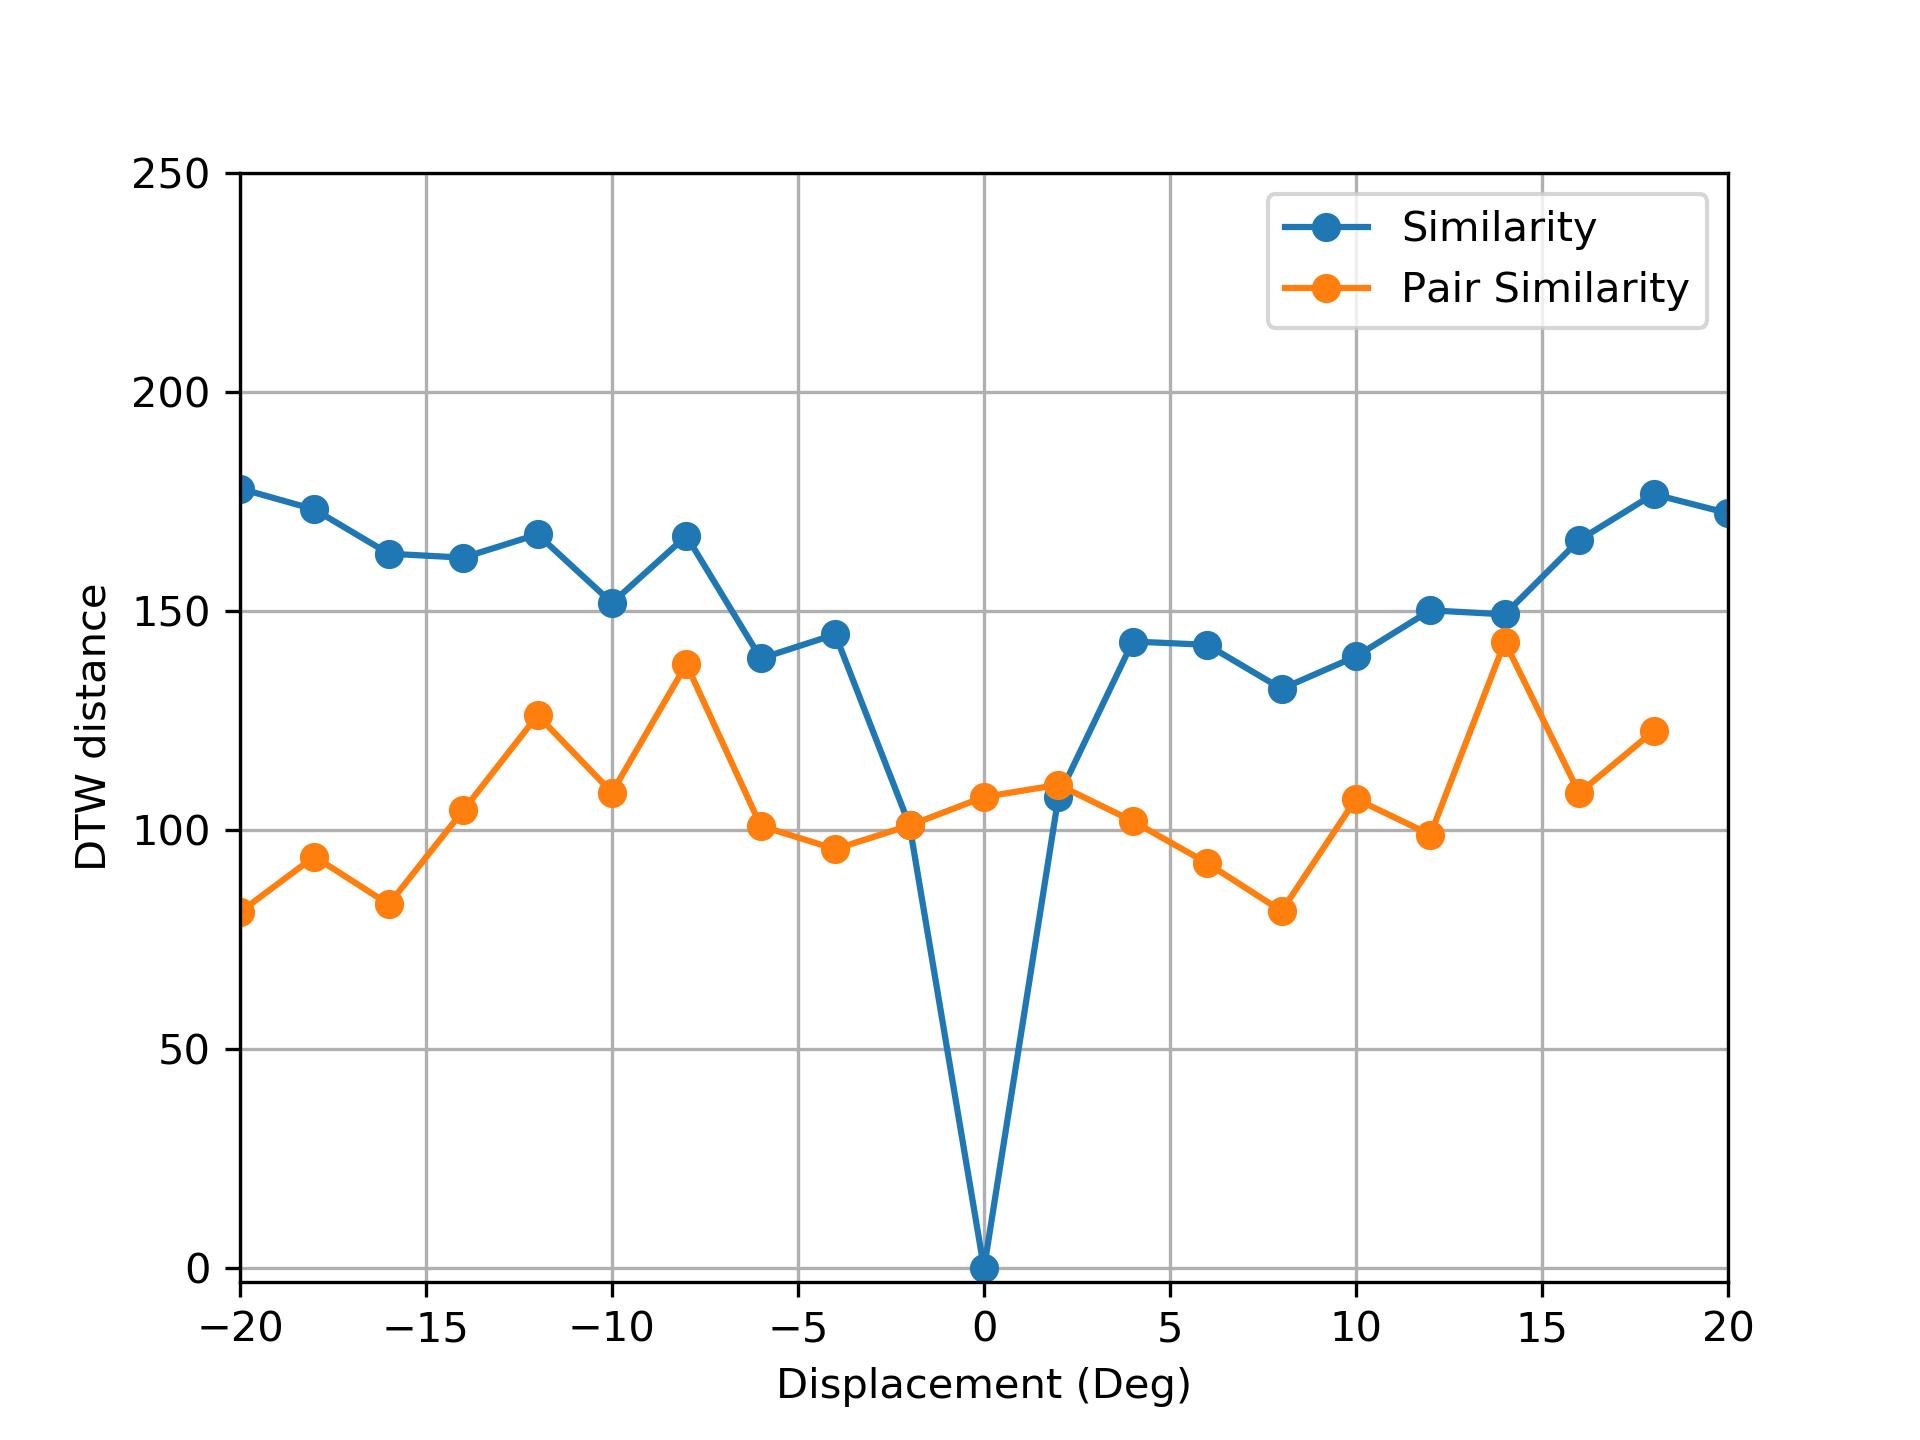 250
200
150
100
50
0
DTW distance
Similarity
Pair Similarity
−20 −15 −10 −5 0 5 10 15 20
Displacement (Deg)